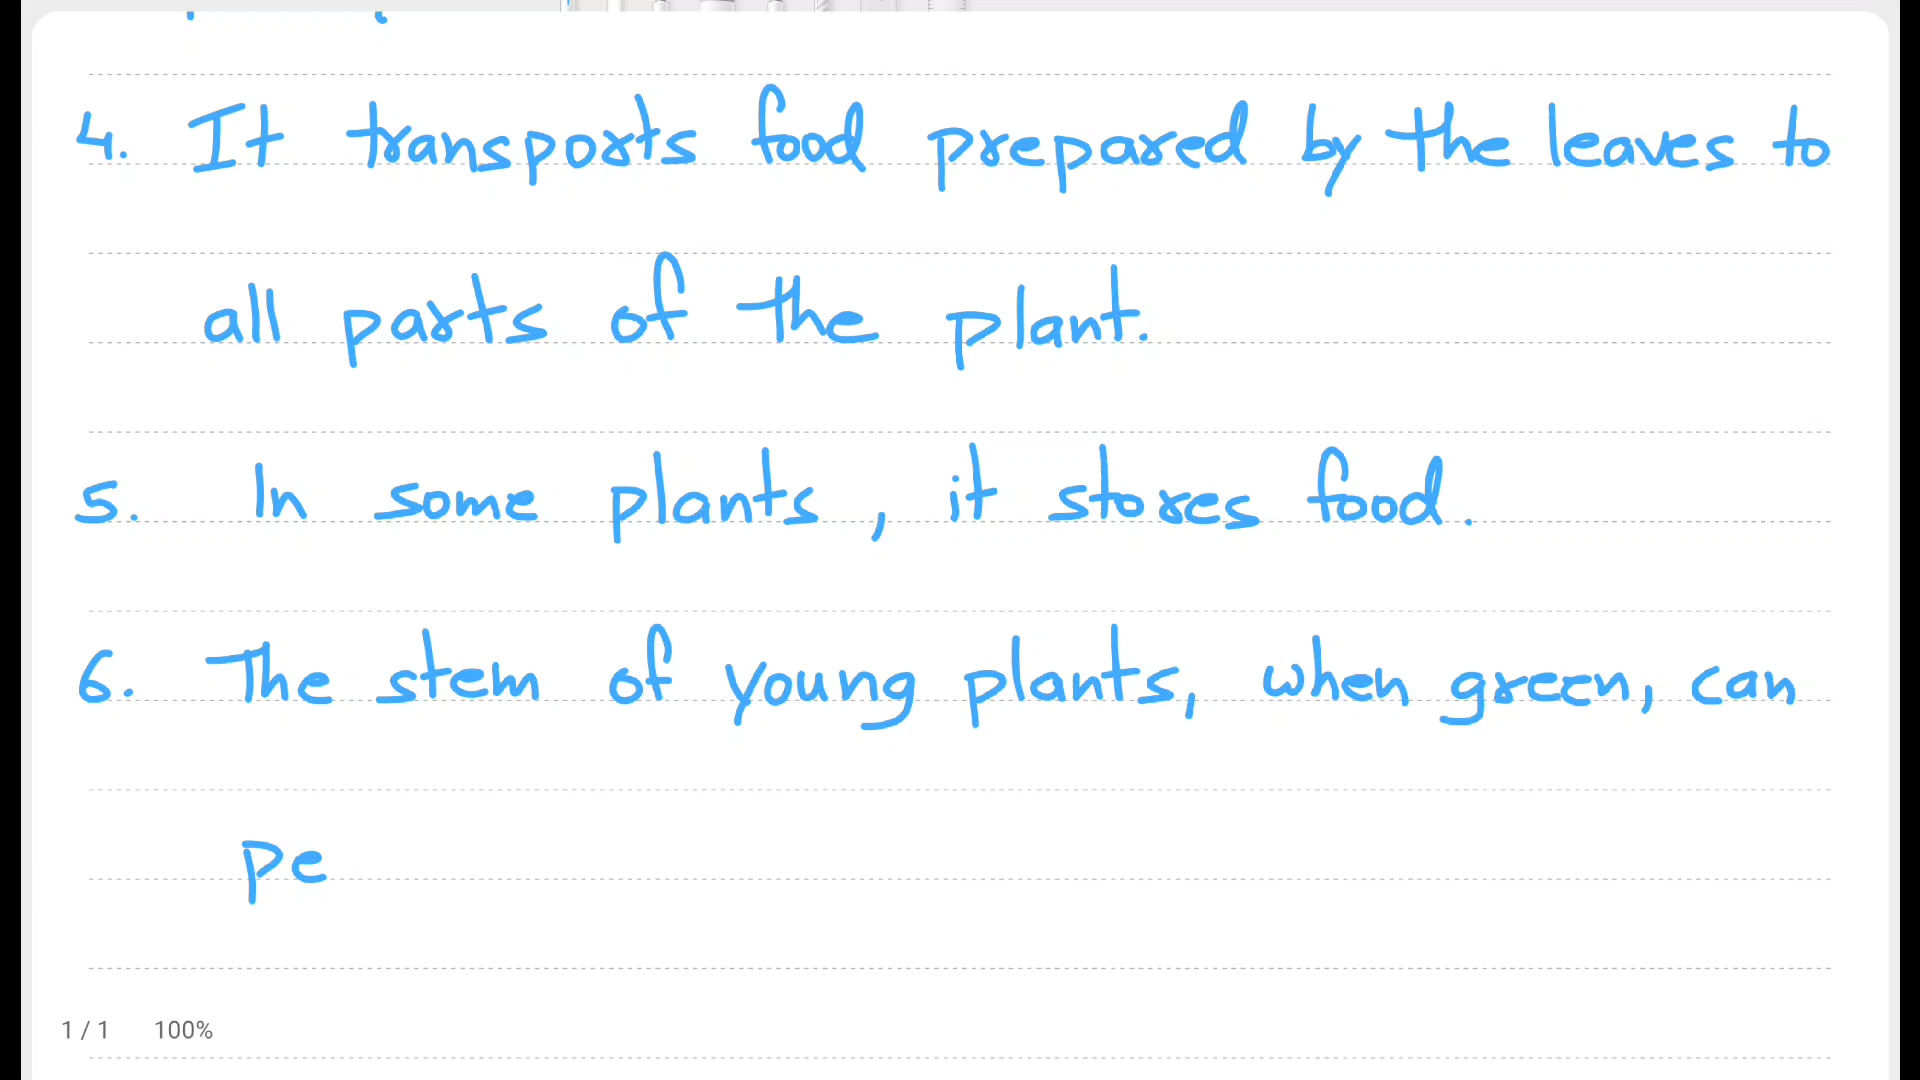 4. It transports food prepared by the leaves to
all parts of the plant.
5. In some plants, it stores food.
6. The stem of young plants, when green, can
pe
1 / 1 100%